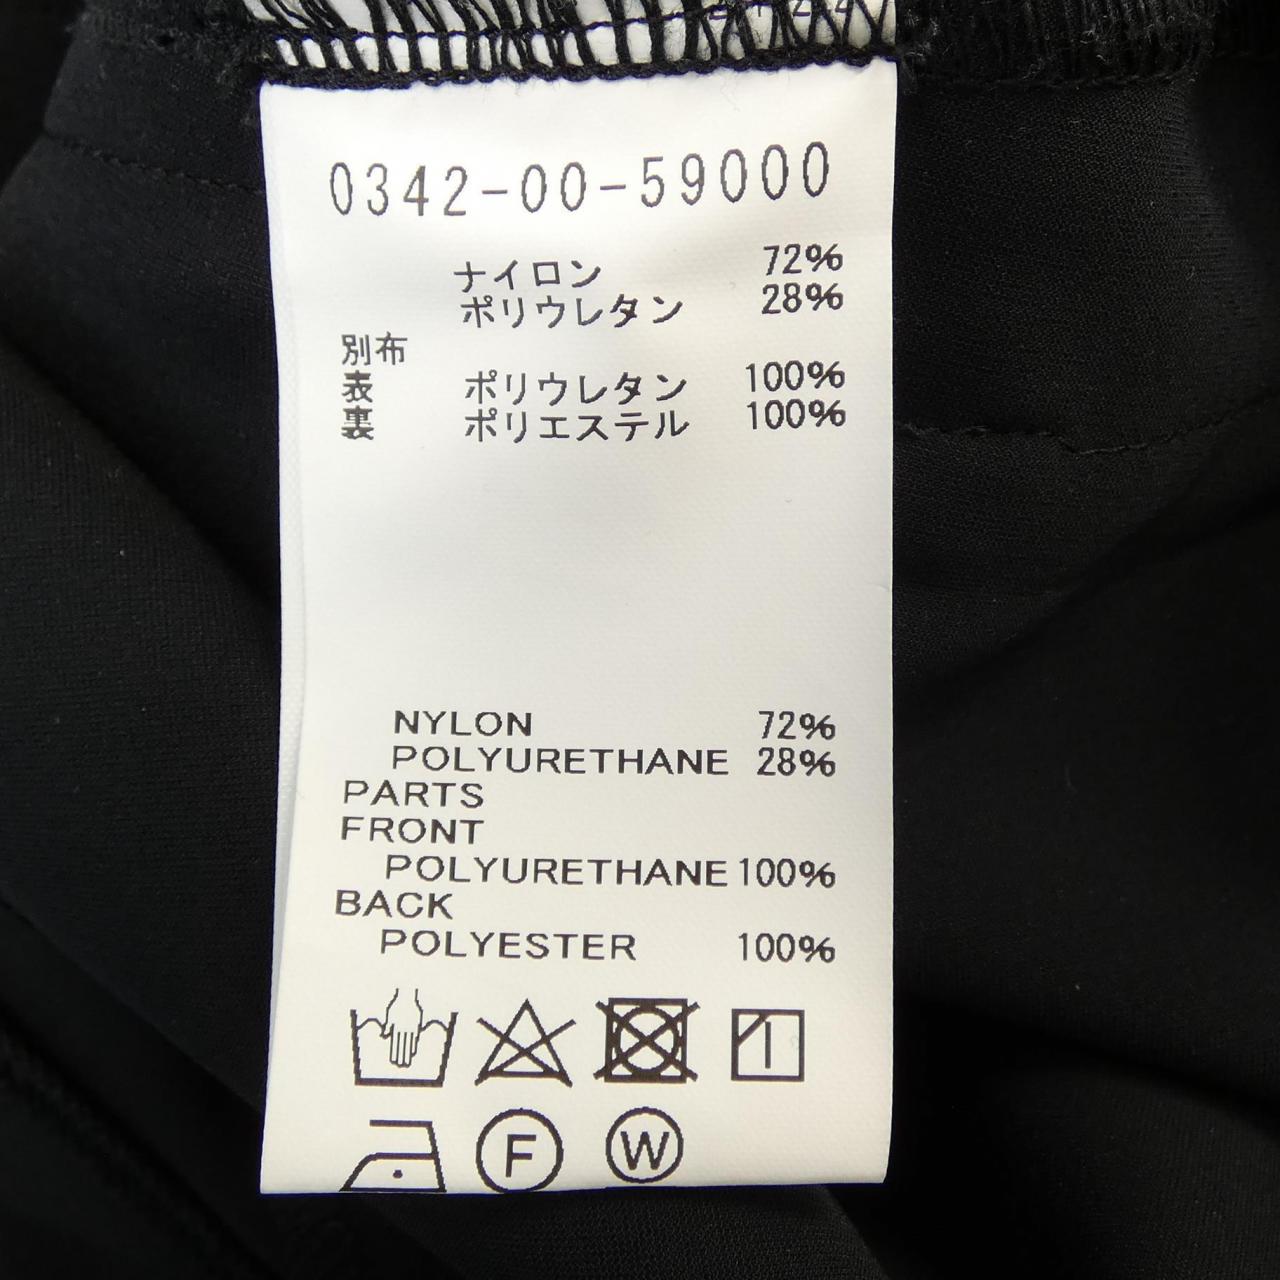 0342-00-59000
ナイロン 72%
ポリウレタン 28%
別布
表 ポリウレタン 100%
裏 ポリエステル 100%
NYLON 72%
POLYURETHANE 28%
PARTS
FRONT
POLYURETHANE 100%
BACK
POLYESTER 100%
F W